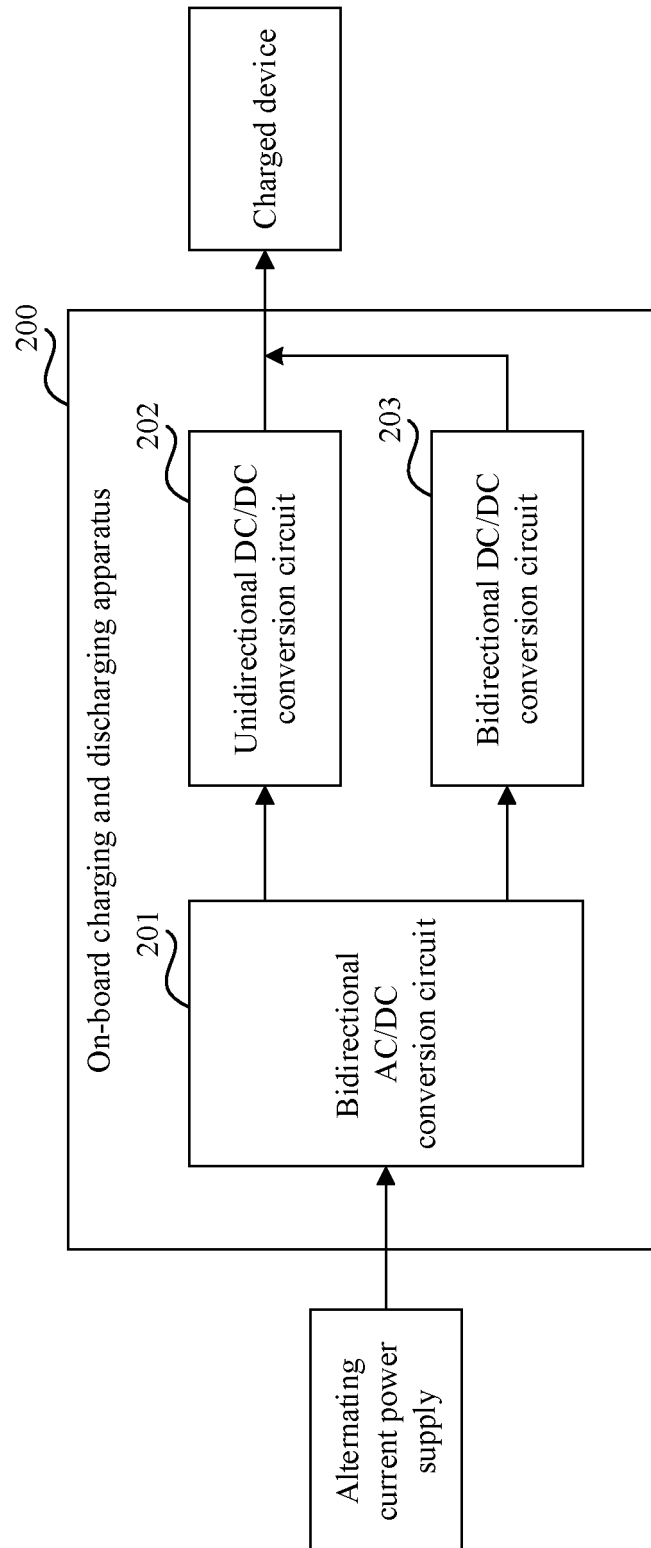 200
On-board charging and discharging apparatus
Alternating
current power
supply
201
Bidirectional
AC/DC
conversion circuit
202
Unidirectional DC/DC
conversion circuit
203
Bidirectional DC/DC
conversion circuit
Charged device